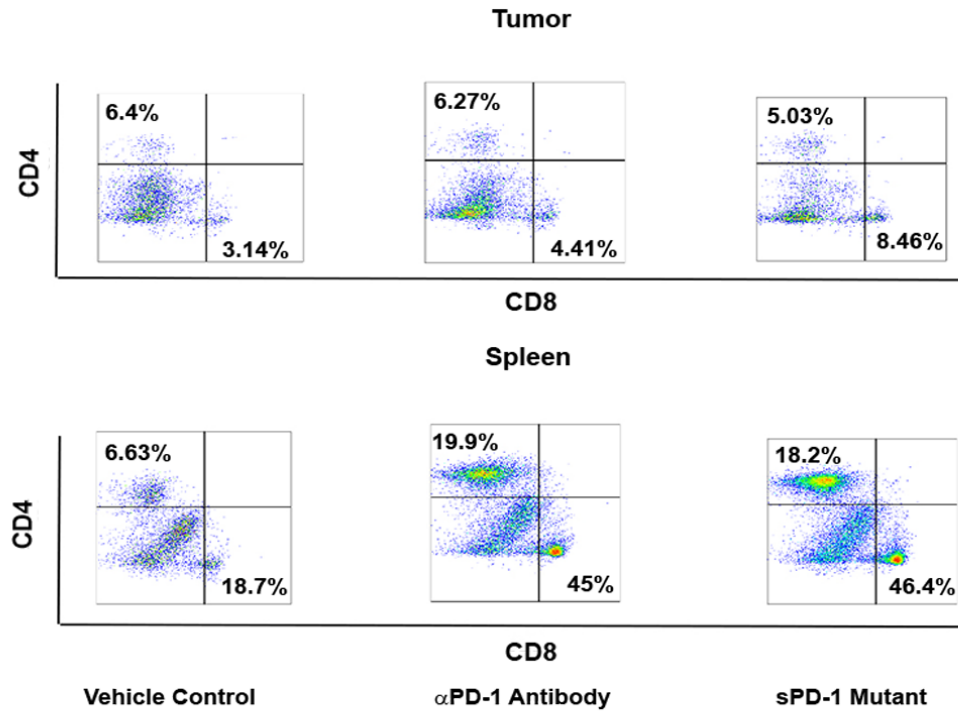 Tumor
CD4
6.4%
3.14%
6.27%
4.41%
5.03%
8.46%
CD8
Spleen
CD4
6.63%
18.7%
19.9%
45%
18.2%
46.4%
CD8
Vehicle Control
αPD-1 Antibody
sPD-1 Mutant